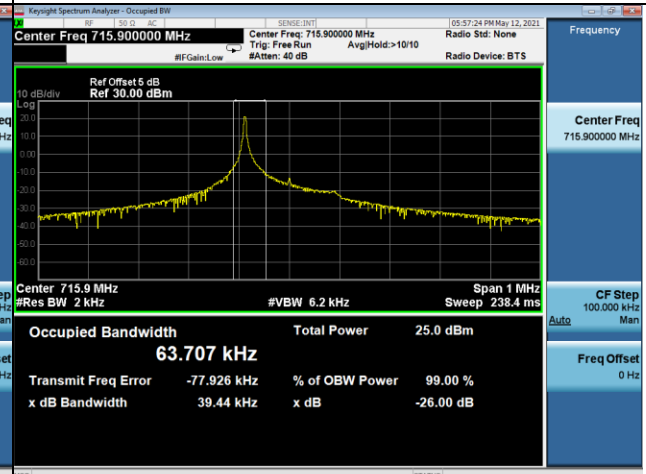 Keysight Spectrum Analyzer - Occupied BW
RF 50 Ω AC SENSE:INT 05:57:24 PM May 12, 2021
Center Freq 715.900000 MHz
Center Freq: 715.900000 MHz
Radio Std: None
Trig: Free Run Avg|Hold:>10/10
#IFGain:Low #Atten: 40 dB Radio Device: BTS
Ref Offset 5 dB
10 dB/div Ref 30.00 dBm
Log
20.0
10.0
0.00
-10.0
-20.0
-30.0
-40.0
-50.0
-60.0
Center 715.9 MHz Span 1 MHz
#Res BW 2 kHz #VBW 6.2 kHz Sweep 238.4 ms
Occupied Bandwidth Total Power 25.0 dBm
63.707 kHz
Transmit Freq Error -77.926 kHz % of OBW Power 99.00 %
x dB Bandwidth 39.44 kHz x dB -26.00 dB
Frequency
Center Freq
715.900000 MHz
CF Step
100.000 kHz
Auto Man
Freq Offset
0 Hz
eq
Hz
ep
Hz
an
set
Hz